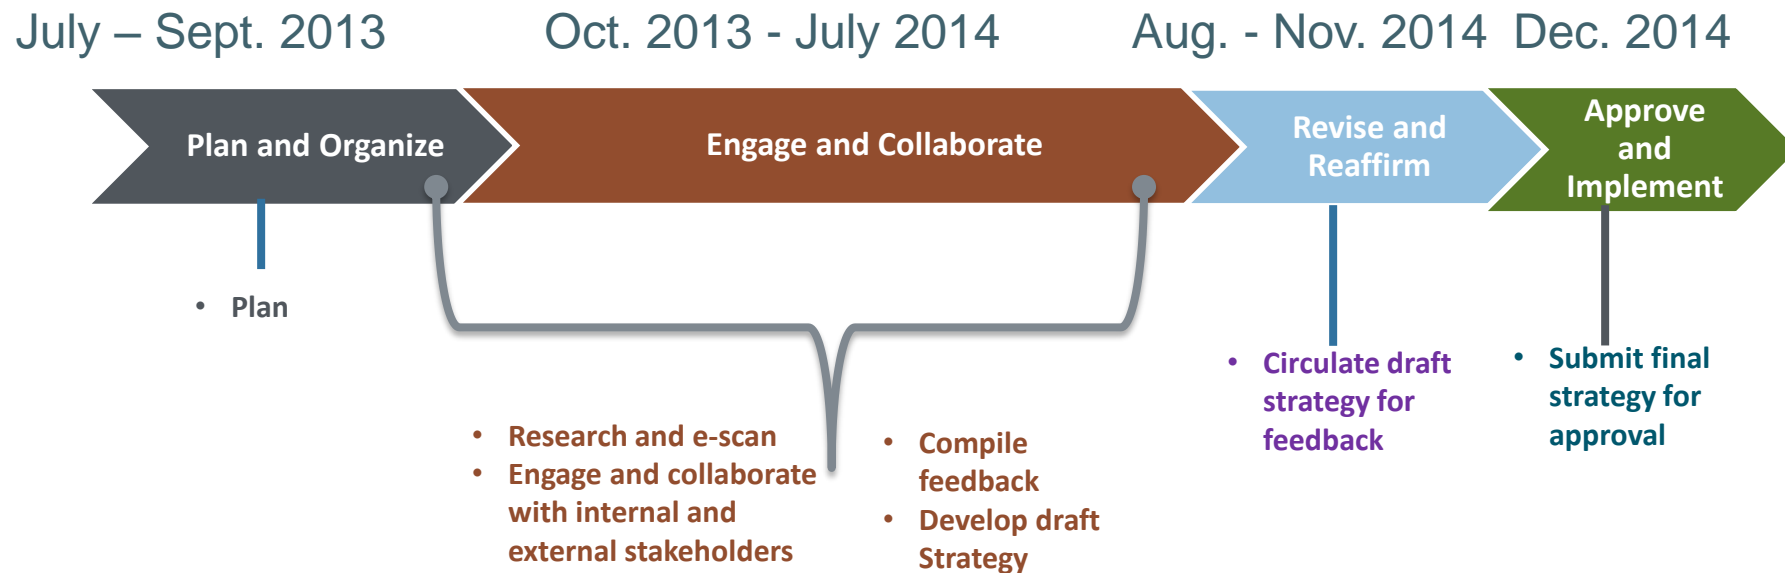 July – Sept. 2013
Oct. 2013 - July 2014
Aug. - Nov. 2014
Dec. 2014
Plan and Organize
Engage and Collaborate
Revise and
Reaffirm
Approve
and
Implement
• Plan
• Research and e-scan
• Engage and collaborate
with internal and
external stakeholders
• Compile
feedback
• Develop draft
Strategy
• Circulate draft
strategy for
feedback
• Submit final
strategy for
approval